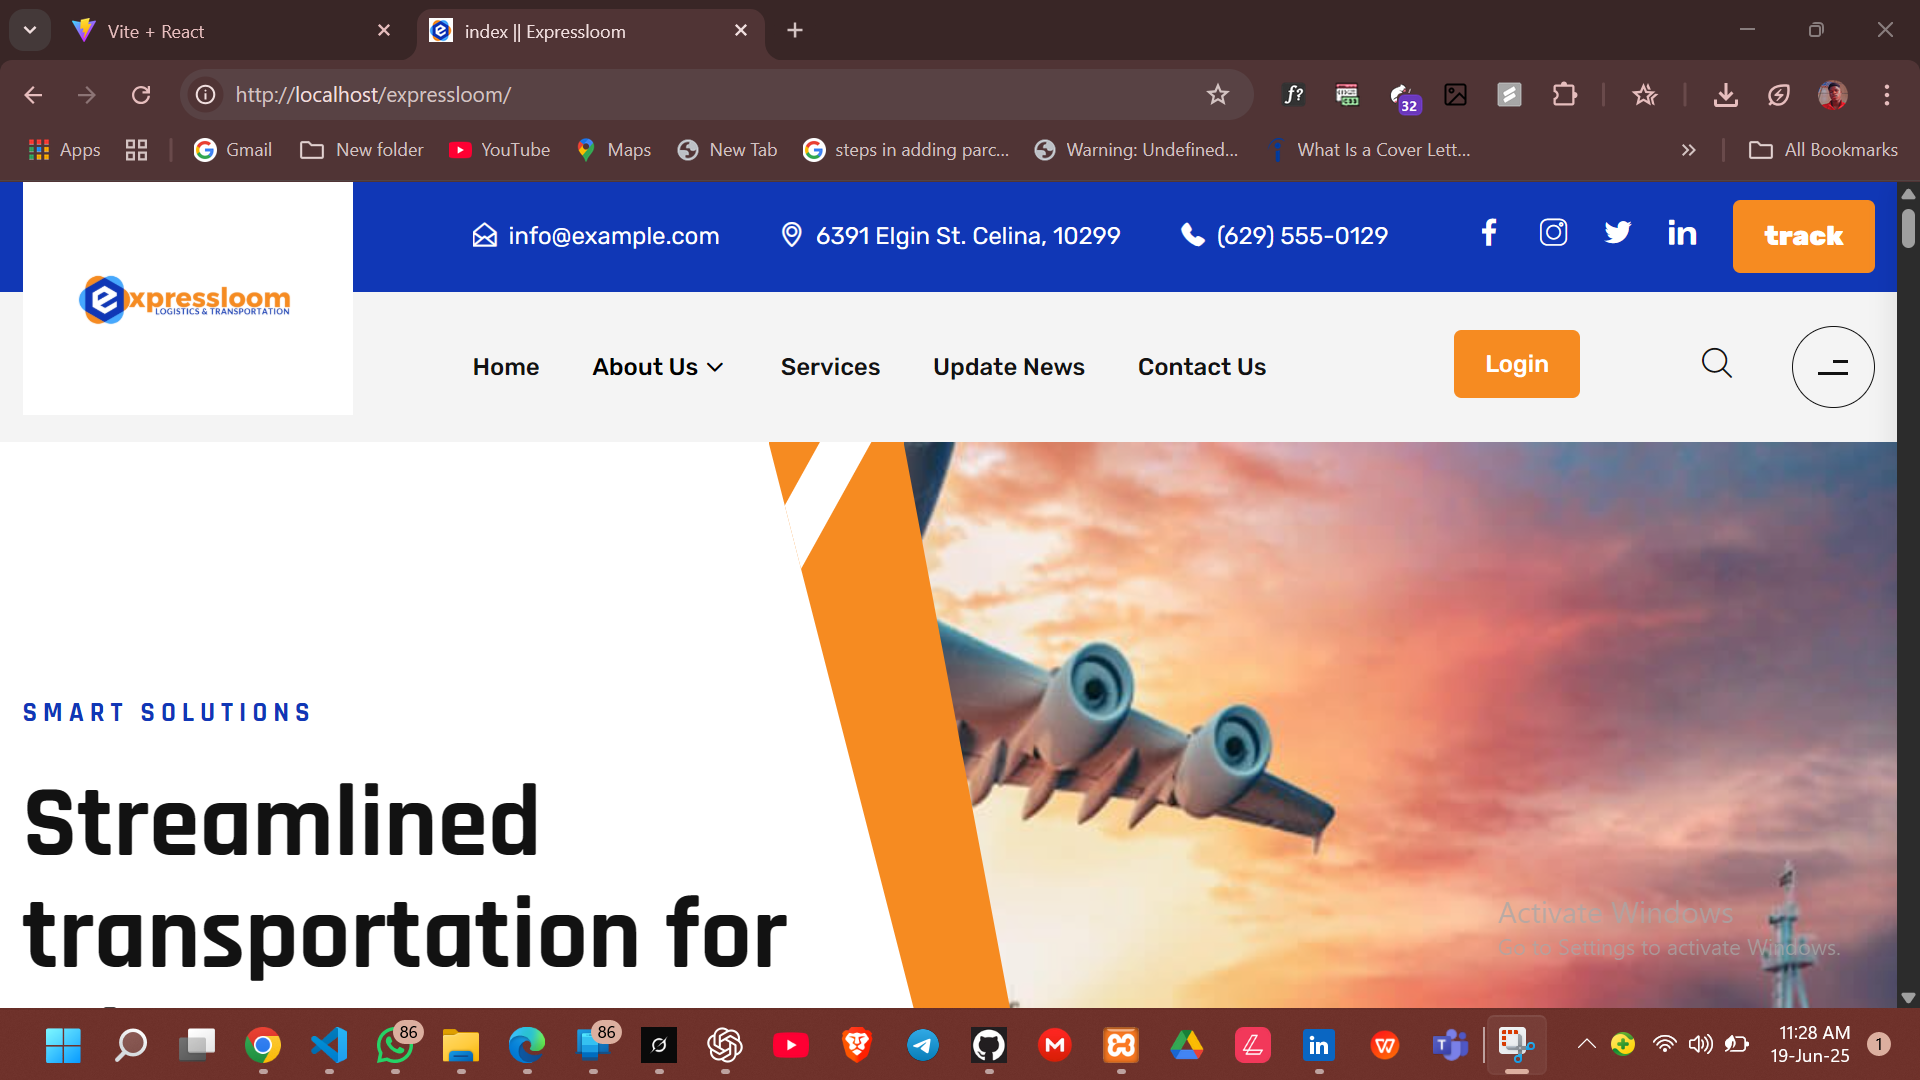 Vite + React
index || Expressloom
http://localhost/expressloom/
32
Apps
Gmail
New folder
YouTube
Maps
New Tab
steps in adding parc...
Warning: Undefined...
What Is a Cover Lett...
All Bookmarks
info@example.com
6391 Elgin St. Celina, 10299
(629) 555-0129
track
expressloom
LOGISTICS & TRANSPORTATION
Home
About Us
Services
Update News
Contact Us
Login
SMART SOLUTIONS
Streamlined
transportation for
Activate Windows
Go to Settings to activate Windows.
86
86
11:28 AM
19-Jun-25
1